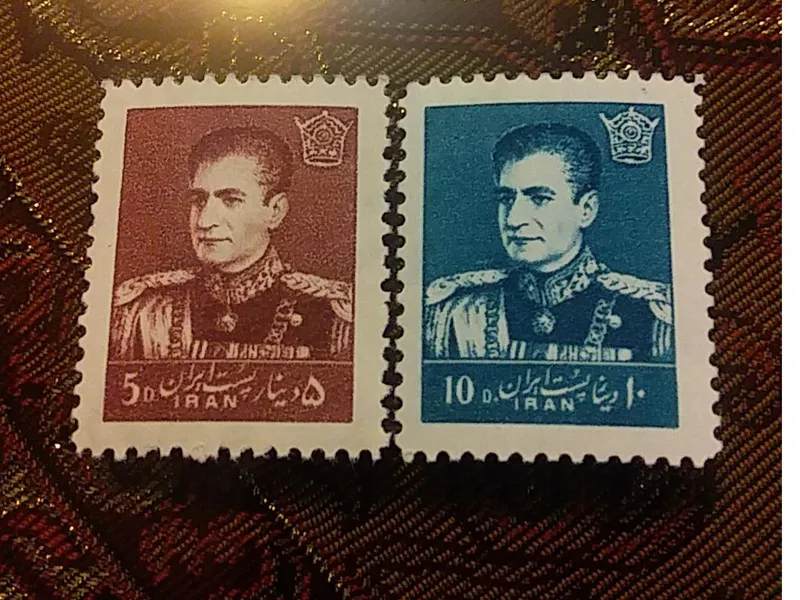 5 D. پست ایران ۵ دینار
IRAN
10 D. پست ایران ۱۰ دینار
IRAN